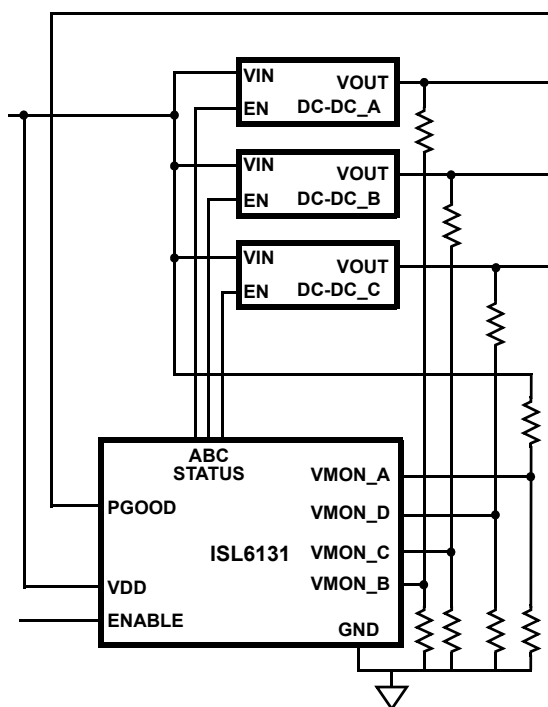 VIN
VOUT
EN
DC-DC_A
VIN
VOUT
EN
DC-DC_B
VIN
VOUT
EN
DC-DC_C
ABC
STATUS
VMON_A
PGOOD
VMON_D
ISL6131
VMON_C
VDD
VMON_B
ENABLE
GND